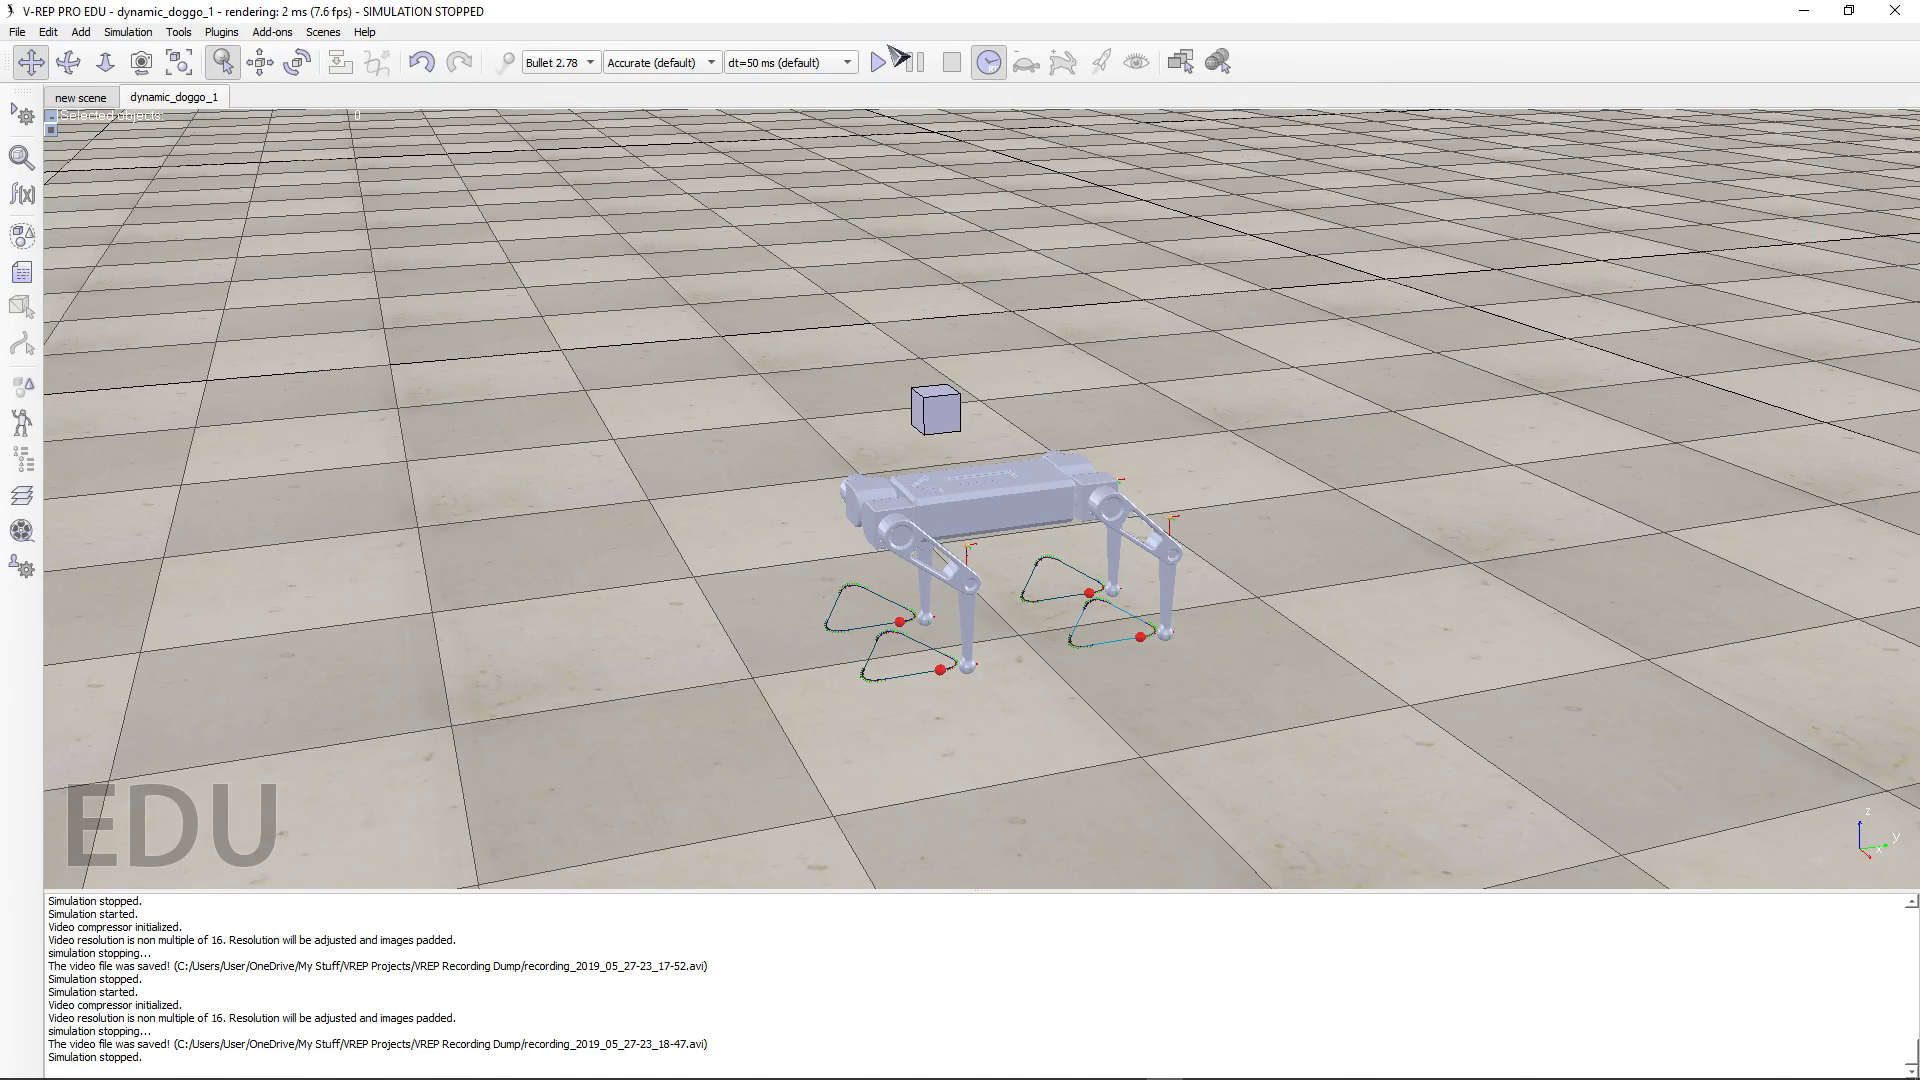 V-REP PRO EDU - dynamic_doggo_1 - rendering: 2 ms (7.6 fps) - SIMULATION STOPPED
File Edit Add Simulation Tools Plugins Add-ons Scenes Help
Bullet 2.78 Accurate (default) dt=50 ms (default)
new scene dynamic_doggo_1
f(x)
Selected objects: 0
EDU
z
y
x
Simulation stopped.
Simulation started.
Video compressor initialized.
Video resolution is non multiple of 16. Resolution will be adjusted and images padded.
simulation stopping...
The video file was saved! (C:/Users/User/OneDrive/My Stuff/VREP Projects/VREP Recording Dump/recording_2019_05_27-23_17-52.avi)
Simulation stopped.
Simulation started.
Video compressor initialized.
Video resolution is non multiple of 16. Resolution will be adjusted and images padded.
simulation stopping...
The video file was saved! (C:/Users/User/OneDrive/My Stuff/VREP Projects/VREP Recording Dump/recording_2019_05_27-23_18-47.avi)
Simulation stopped.